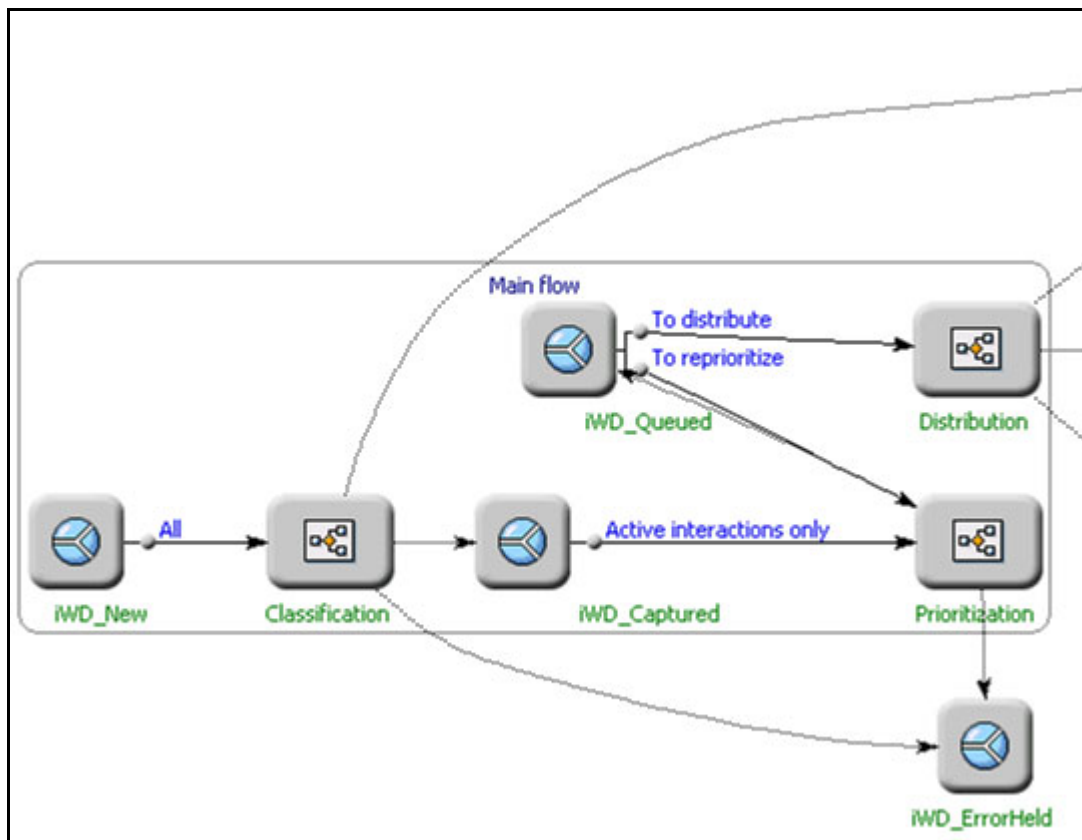 Main flow
To distribute
To reprioritize
iWD_Queued
Distribution
All
Active interactions only
iWD_New
Classification
iWD_Captured
Prioritization
iWD_ErrorHeld